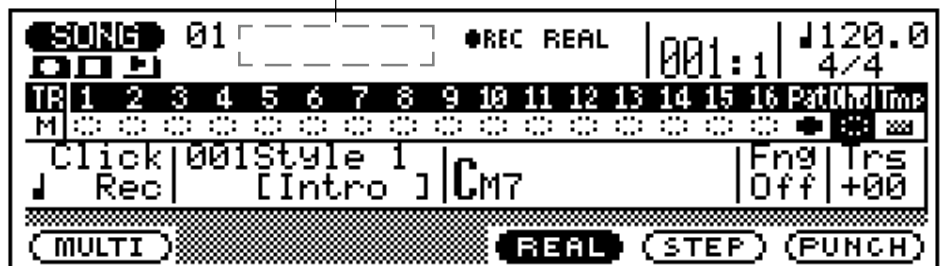 SONG 01 ●REC REAL 001:1 ♩120.0
4/4
TR 1 2 3 4 5 6 7 8 9 10 11 12 13 14 15 16 Pat Chd Tmp
M
Click 001Style 1 CM7 Fng Trs
♩ Rec [Intro ] Off +00
MULTI REAL STEP PUNCH